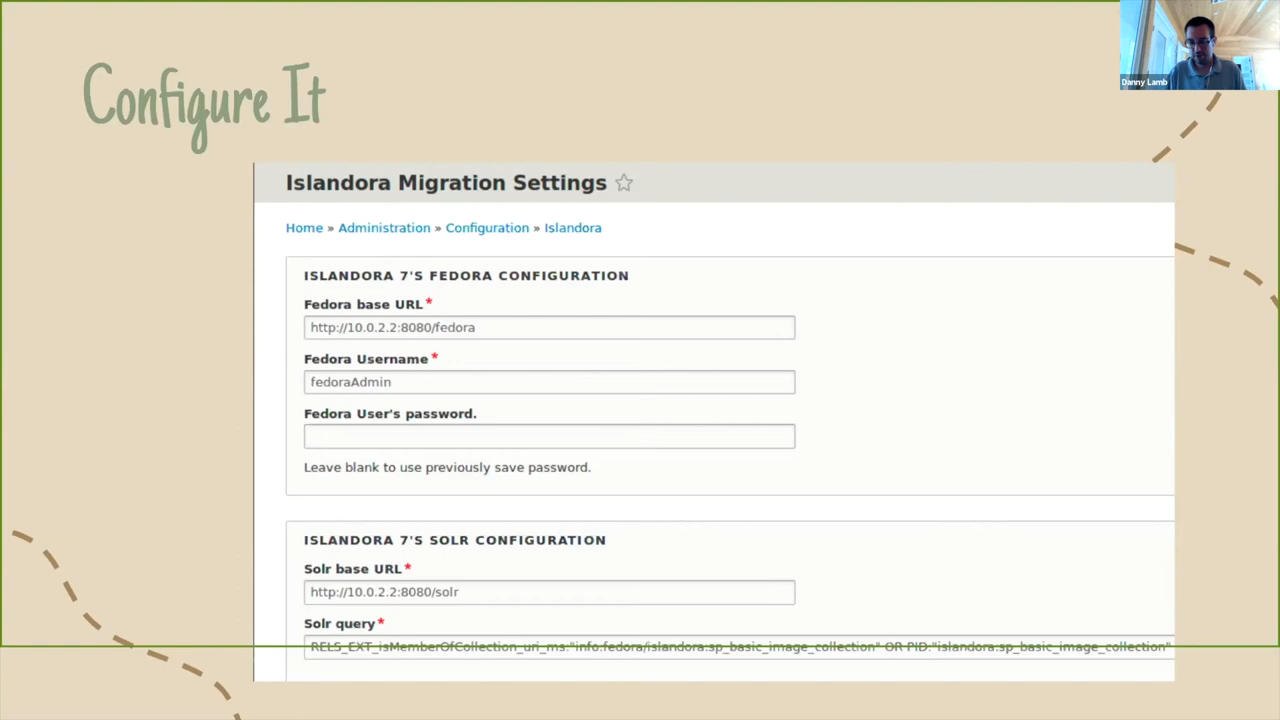 Configure It
Danny Lamb
Islandora Migration Settings
Home » Administration » Configuration » Islandora
ISLANDORA 7'S FEDORA CONFIGURATION
Fedora base URL*
http://10.0.2.2:8080/fedora
Fedora Username*
fedoraAdmin
Fedora User's password.
Leave blank to use previously save password.
ISLANDORA 7'S SOLR CONFIGURATION
Solr base URL*
http://10.0.2.2:8080/solr
Solr query*
RELS_EXT_isMemberOfCollection_uri_ms:"info:fedora/islandora:sp_basic_image_collection" OR PID:"islandora:sp_basic_image_collection"